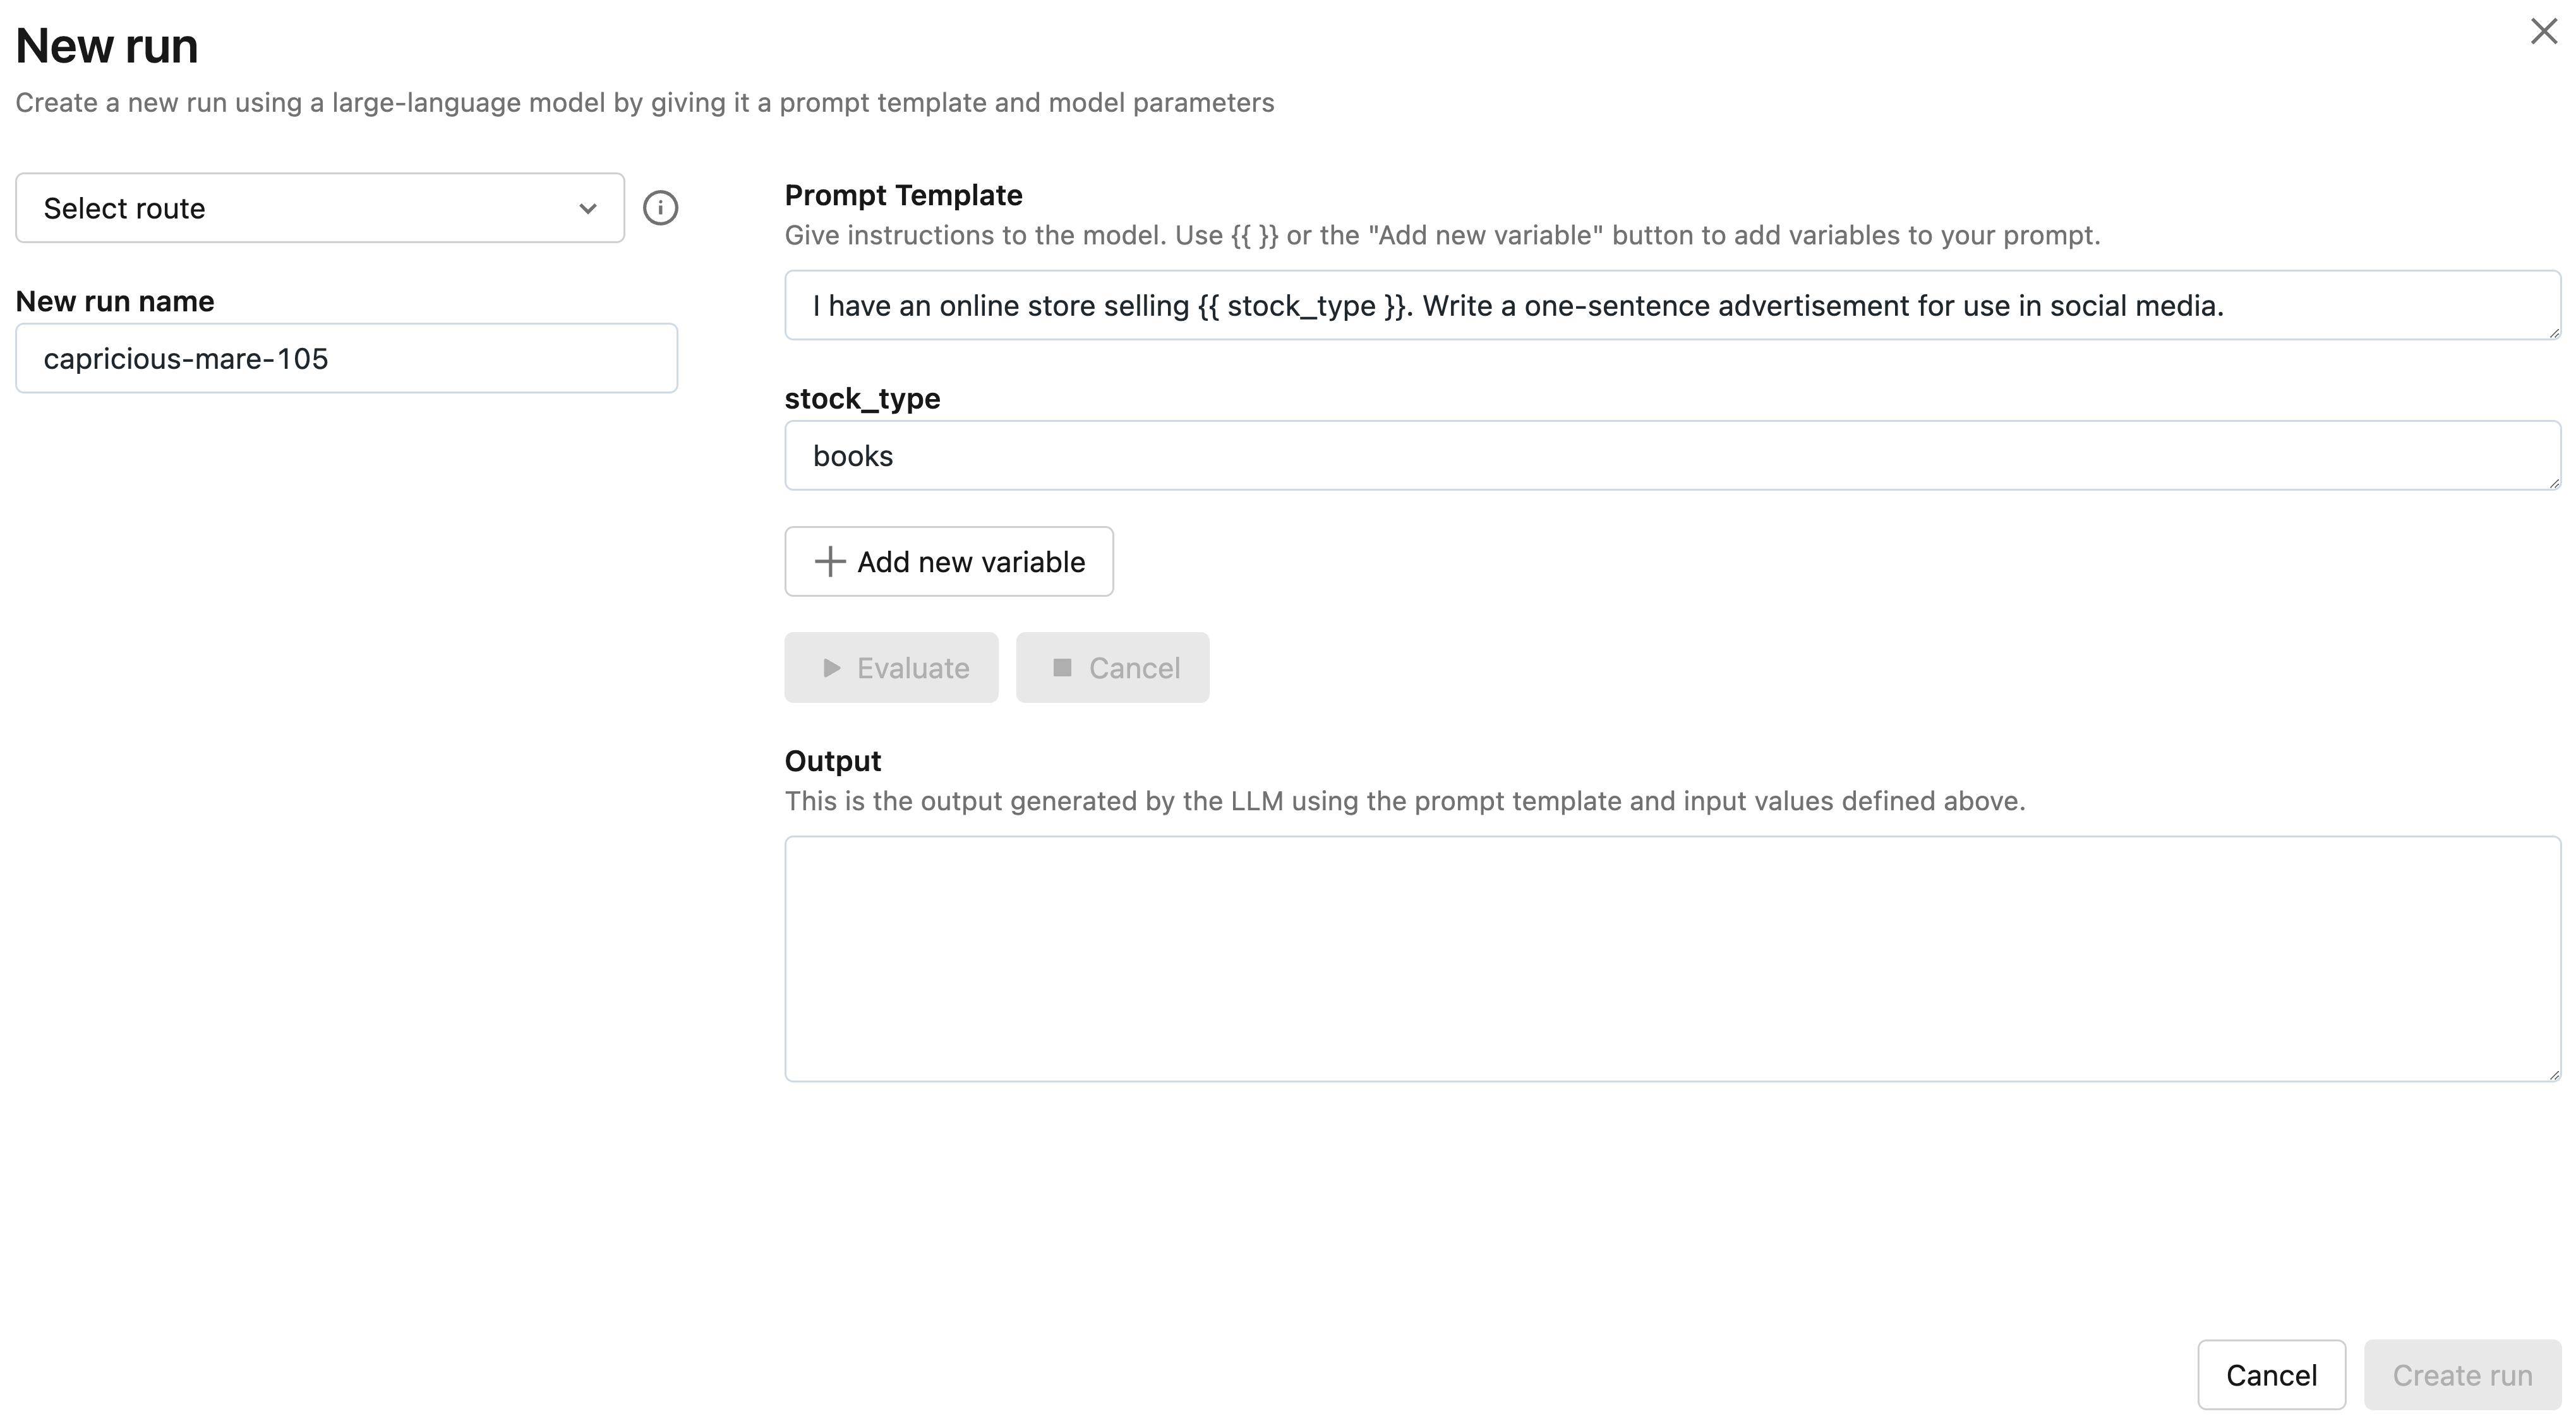 New run
Create a new run using a large-language model by giving it a prompt template and model parameters
Select route
New run name
capricious-mare-105
Prompt Template
Give instructions to the model. Use {{ }} or the "Add new variable" button to add variables to your prompt.
I have an online store selling {{ stock_type }}. Write a one-sentence advertisement for use in social media.
stock_type
books
Add new variable
Evaluate
Cancel
Output
This is the output generated by the LLM using the prompt template and input values defined above.
Cancel
Create run